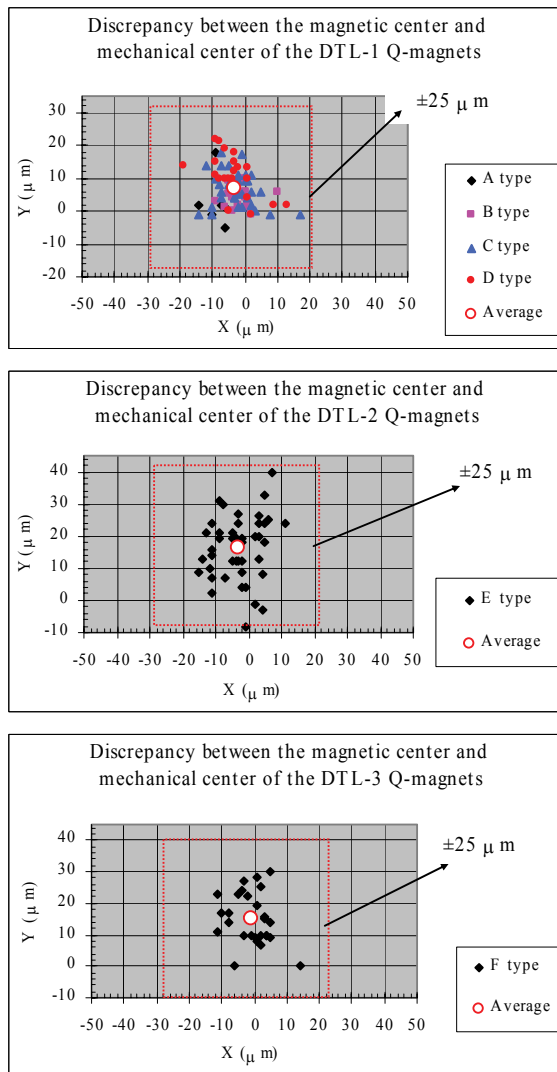 Discrepancy between the magnetic center and
mechanical center of the DTL-1 Q-magnets
±25 μ m
30
20
10
0
-10
-20
Y (μ m)
-50 -40 -30 -20 -10 0 10 20 30 40 50
X (μ m)
A type
B type
C type
D type
Average
Discrepancy between the magnetic center and
mechanical center of the DTL-2 Q-magnets
±25 μ m
40
30
20
10
0
-10
Y (μ m)
-50 -40 -30 -20 -10 0 10 20 30 40 50
X (μ m)
E type
Average
Discrepancy between the magnetic center and
mechanical center of the DTL-3 Q-magnets
±25 μ m
40
30
20
10
0
-10
Y (μ m)
-50 -40 -30 -20 -10 0 10 20 30 40 50
X (μ m)
F type
Average